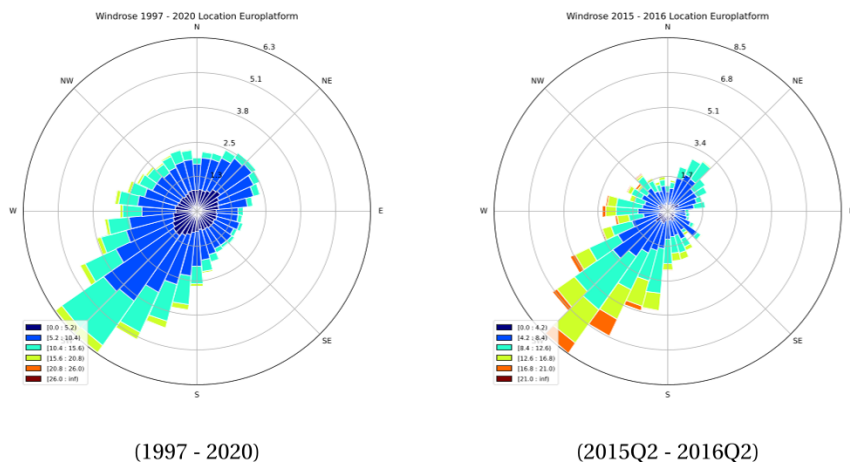 Windrose 1997 - 2020 Location Europlatform
N
6.3
5.1
NW
NE
3.8
2.5
W
E
[0.0 : 5.2)
[5.2 : 10.4)
[10.4 : 15.6)
[15.6 : 20.8)
[20.8 : 26.0)
[26.0 : inf)
SE
S
(1997 - 2020)
Windrose 2015 - 2016 Location Europlatform
N
8.5
6.8
NW
NE
5.1
3.4
1.7
W
[0.0 : 4.2)
[4.2 : 8.4)
[8.4 : 12.6)
[12.6 : 16.8)
[16.8 : 21.0)
[21.0 : inf)
SE
S
(2015Q2 - 2016Q2)